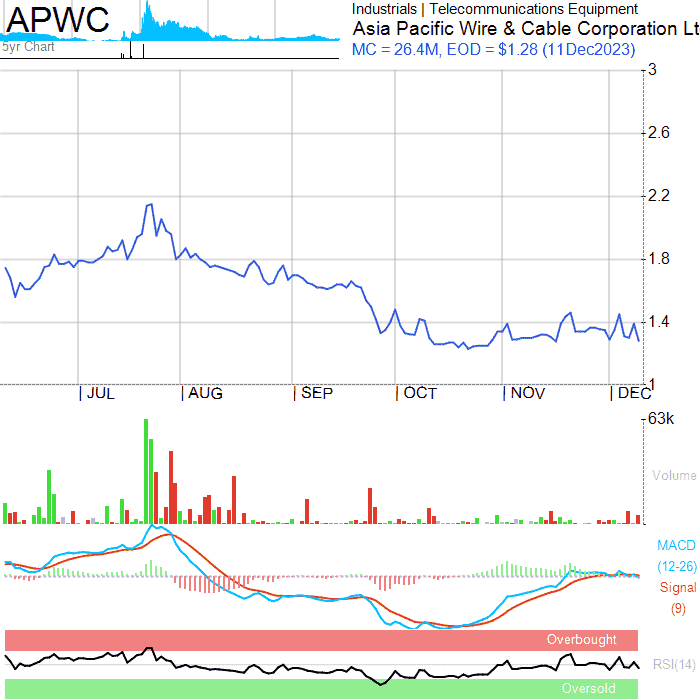 APWC
5yr Chart
Industrials | Telecommunications Equipment
Asia Pacific Wire & Cable Corporation Lt
MC = 26.4M, EOD = $1.28 (11Dec2023)
3
2.6
2.2
1.8
1.4
1
JUL AUG SEP OCT NOV DEC
63k
Volume
MACD
(12-26)
Signal
(9)
Overbought
RSI(14)
Oversold